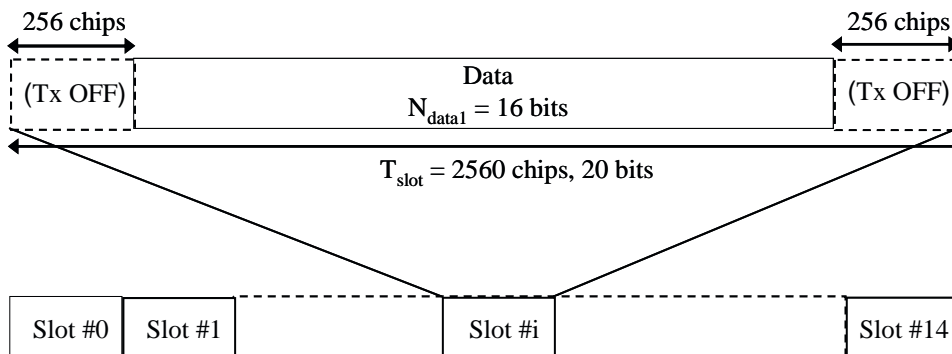 256 chips 256 chips
(Tx OFF) Data (Tx OFF)
N_data1 = 16 bits
T_slot = 2560 chips, 20 bits
Slot #0 Slot #1 Slot #i Slot #14